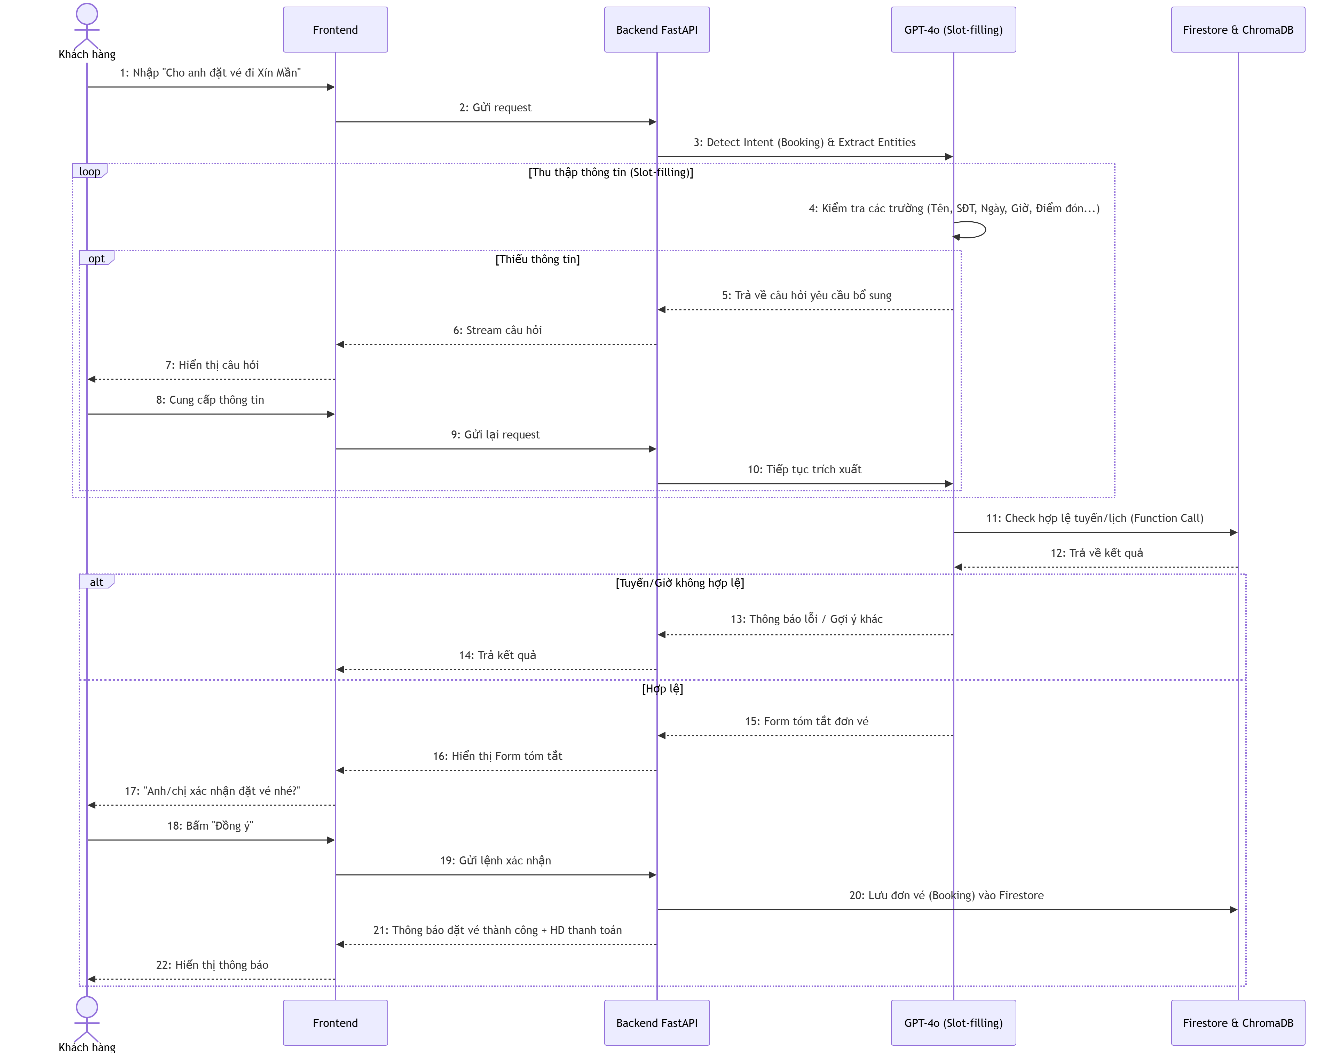 Khách hàng
Frontend
Backend FastAPI
GPT-4o (Slot-filling)
Firestore & ChromaDB
1: Nhập "Cho anh đặt vé đi Xín Mần"
2: Gửi request
3: Detect Intent (Booking) & Extract Entities
loop
[Thu thập thông tin (Slot-filling)]
4: Kiểm tra các trường (Tên, SĐT, Ngày, Giờ, Điểm đón...)
opt
[Thiếu thông tin]
5: Trả về câu hỏi yêu cầu bổ sung
6: Stream câu hỏi
7: Hiển thị câu hỏi
8: Cung cấp thông tin
9: Gửi lại request
10: Tiếp tục trích xuất
11: Check hợp lệ tuyến/lịch (Function Call)
12: Trả về kết quả
alt
[Tuyến/Giờ không hợp lệ]
13: Thông báo lỗi / Gợi ý khác
14: Trả kết quả
[Hợp lệ]
15: Form tóm tắt đơn vé
16: Hiển thị Form tóm tắt
17: "Anh/chị xác nhận đặt vé nhé?"
18: Bấm "Đồng ý"
19: Gửi lệnh xác nhận
20: Lưu đơn vé (Booking) vào Firestore
21: Thông báo đặt vé thành công + HD thanh toán
22: Hiển thị thông báo
Khách hàng
Frontend
Backend FastAPI
GPT-4o (Slot-filling)
Firestore & ChromaDB